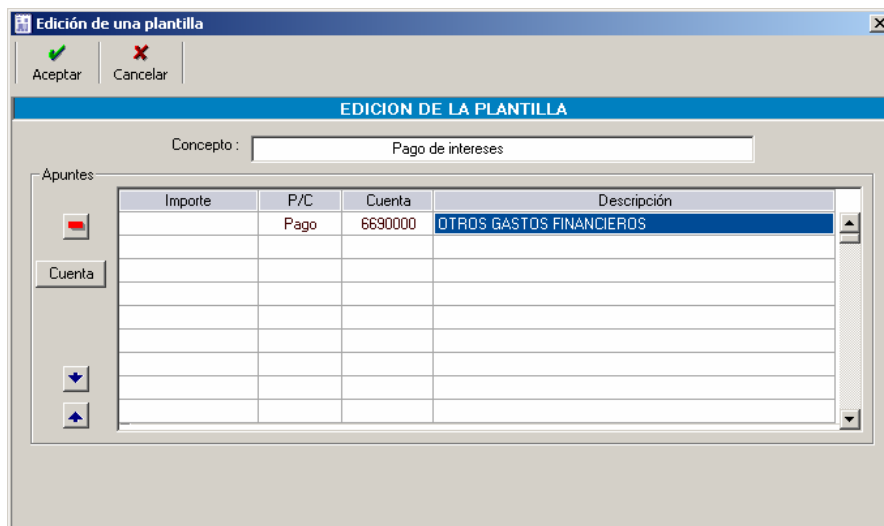 Edición de una plantilla
Aceptar Cancelar
EDICION DE LA PLANTILLA
Concepto : Pago de intereses
Apuntes
Importe P/C Cuenta Descripción
Pago 6690000 OTROS GASTOS FINANCIEROS
Cuenta